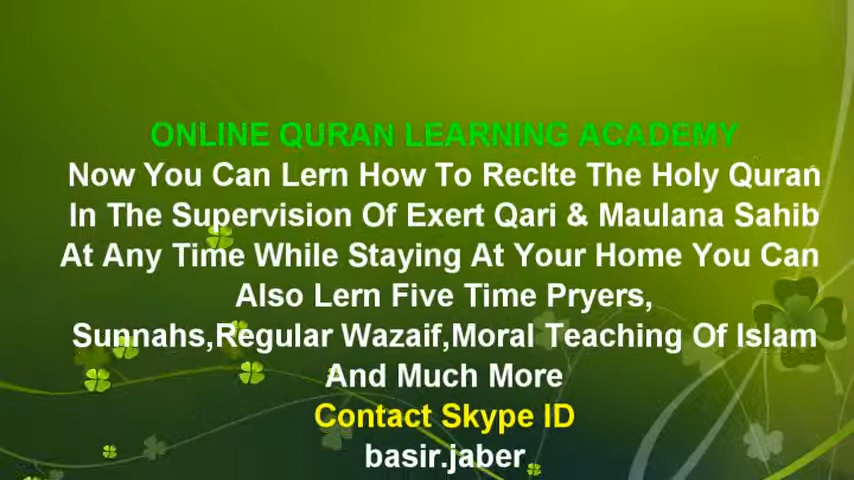 ONLINE QURAN LEARNING ACADEMY
Now You Can Lern How To RecIte The Holy Quran
In The Supervision Of Exert Qari & Maulana Sahib
At Any Time While Staying At Your Home You Can
Also Lern Five Time Pryers,
Sunnahs,Regular Wazaif,Moral Teaching Of Islam
And Much More
Contact Skype ID
basir.jaber